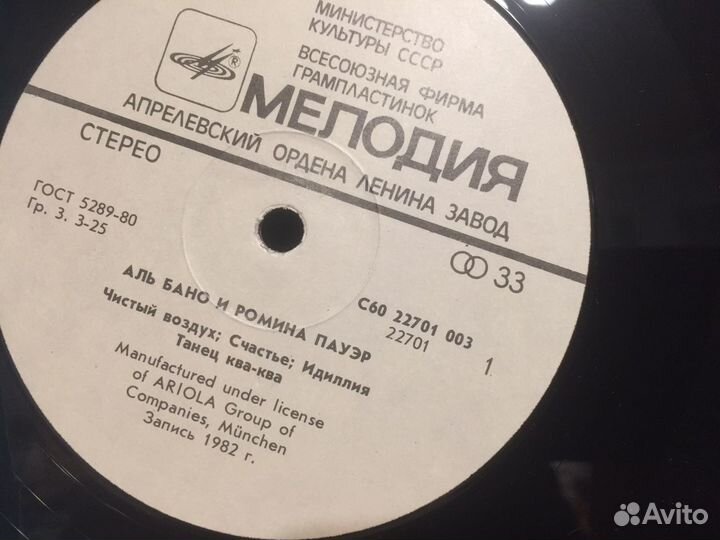 МИНИСТЕРСТВО
КУЛЬТУРЫ СССР
ВСЕСОЮЗНАЯ ФИРМА
ГРАМПЛАСТИНОК
МЕЛОДИЯ
®
АПРЕЛЕВСКИЙ ОРДЕНА ЛЕНИНА ЗАВОД
СТЕРЕО
ГОСТ 5289-80
Гр. 3. 3-25
33
С60 22701 003
22701
1
АЛЬ БАНО И РОМИНА ПАУЭР
Чистый воздух; Счастье; Идиллия
Танец ква-ква
Manufactured under license
of ARIOLA Group of
Companies, München
Запись 1982 г.
Avito